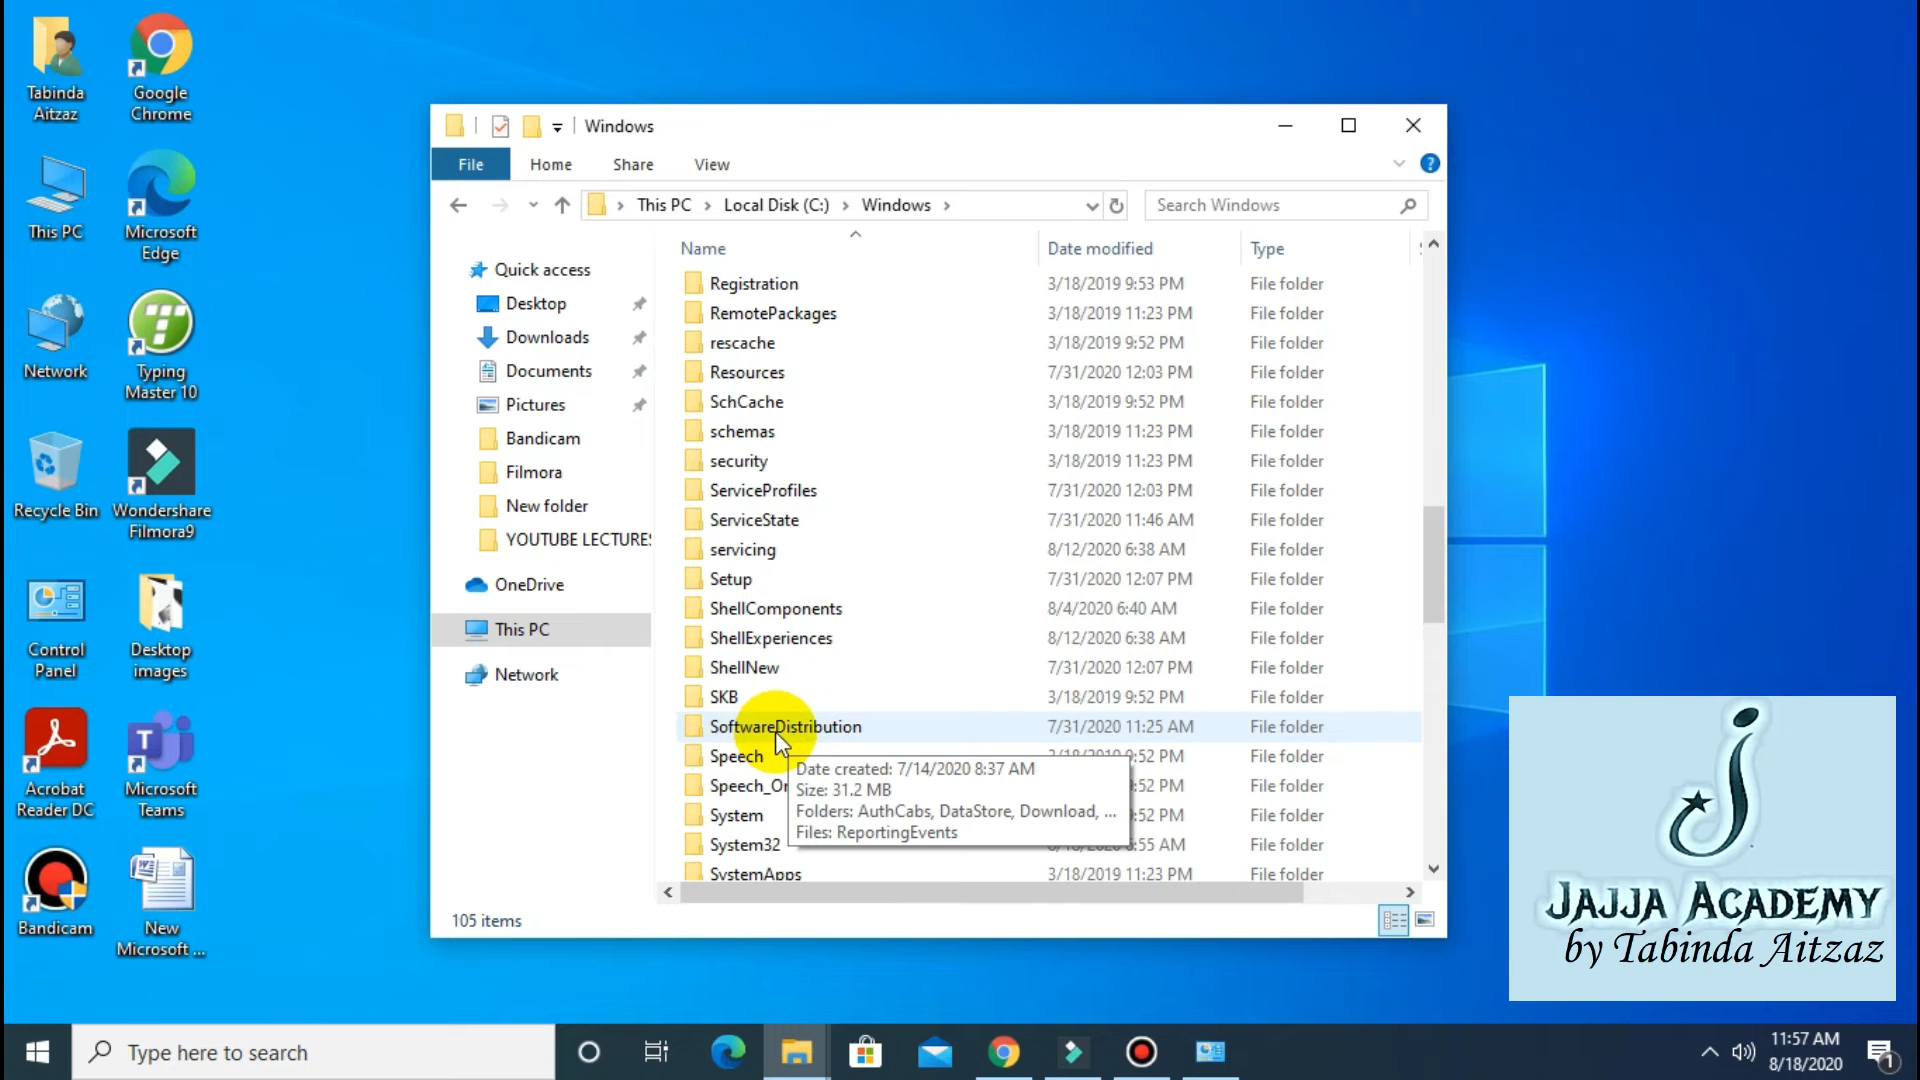 Tabinda
Aitzaz
Google
Chrome
This PC
Microsoft
Edge
Network
Typing
Master 10
Recycle Bin
Wondershare
Filmora9
Control
Panel
Desktop
images
Acrobat
Reader DC
Microsoft
Teams
Bandicam
New
Microsoft ...
Windows
File Home Share View
This PC Local Disk (C:) Windows
Search Windows
Quick access
Desktop
Downloads
Documents
Pictures
Bandicam
Filmora
New folder
YOUTUBE LECTURES
OneDrive
This PC
Network
Name Date modified Type
Registration 3/18/2019 9:53 PM File folder
RemotePackages 3/18/2019 11:23 PM File folder
rescache 3/18/2019 9:52 PM File folder
Resources 7/31/2020 12:03 PM File folder
SchCache 3/18/2019 9:52 PM File folder
schemas 3/18/2019 11:23 PM File folder
security 3/18/2019 11:23 PM File folder
ServiceProfiles 7/31/2020 12:03 PM File folder
ServiceState 7/31/2020 11:46 AM File folder
servicing 8/12/2020 6:38 AM File folder
Setup 7/31/2020 12:07 PM File folder
ShellComponents 8/4/2020 6:40 AM File folder
ShellExperiences 8/12/2020 6:38 AM File folder
ShellNew 7/31/2020 12:07 PM File folder
SKB 3/18/2019 9:52 PM File folder
SoftwareDistribution 7/31/2020 11:25 AM File folder
Speech 9:52 PM File folder
Speech_On 9:52 PM File folder
System 9:52 PM File folder
System32 6:55 AM File folder
SystemApps 3/18/2019 11:23 PM File folder
Date created: 7/14/2020 8:37 AM
Size: 31.2 MB
Folders: AuthCabs, DataStore, Download, ...
Files: ReportingEvents
105 items
Jajja Academy
by Tabinda Aitzaz
Type here to search
11:57 AM
8/18/2020
1